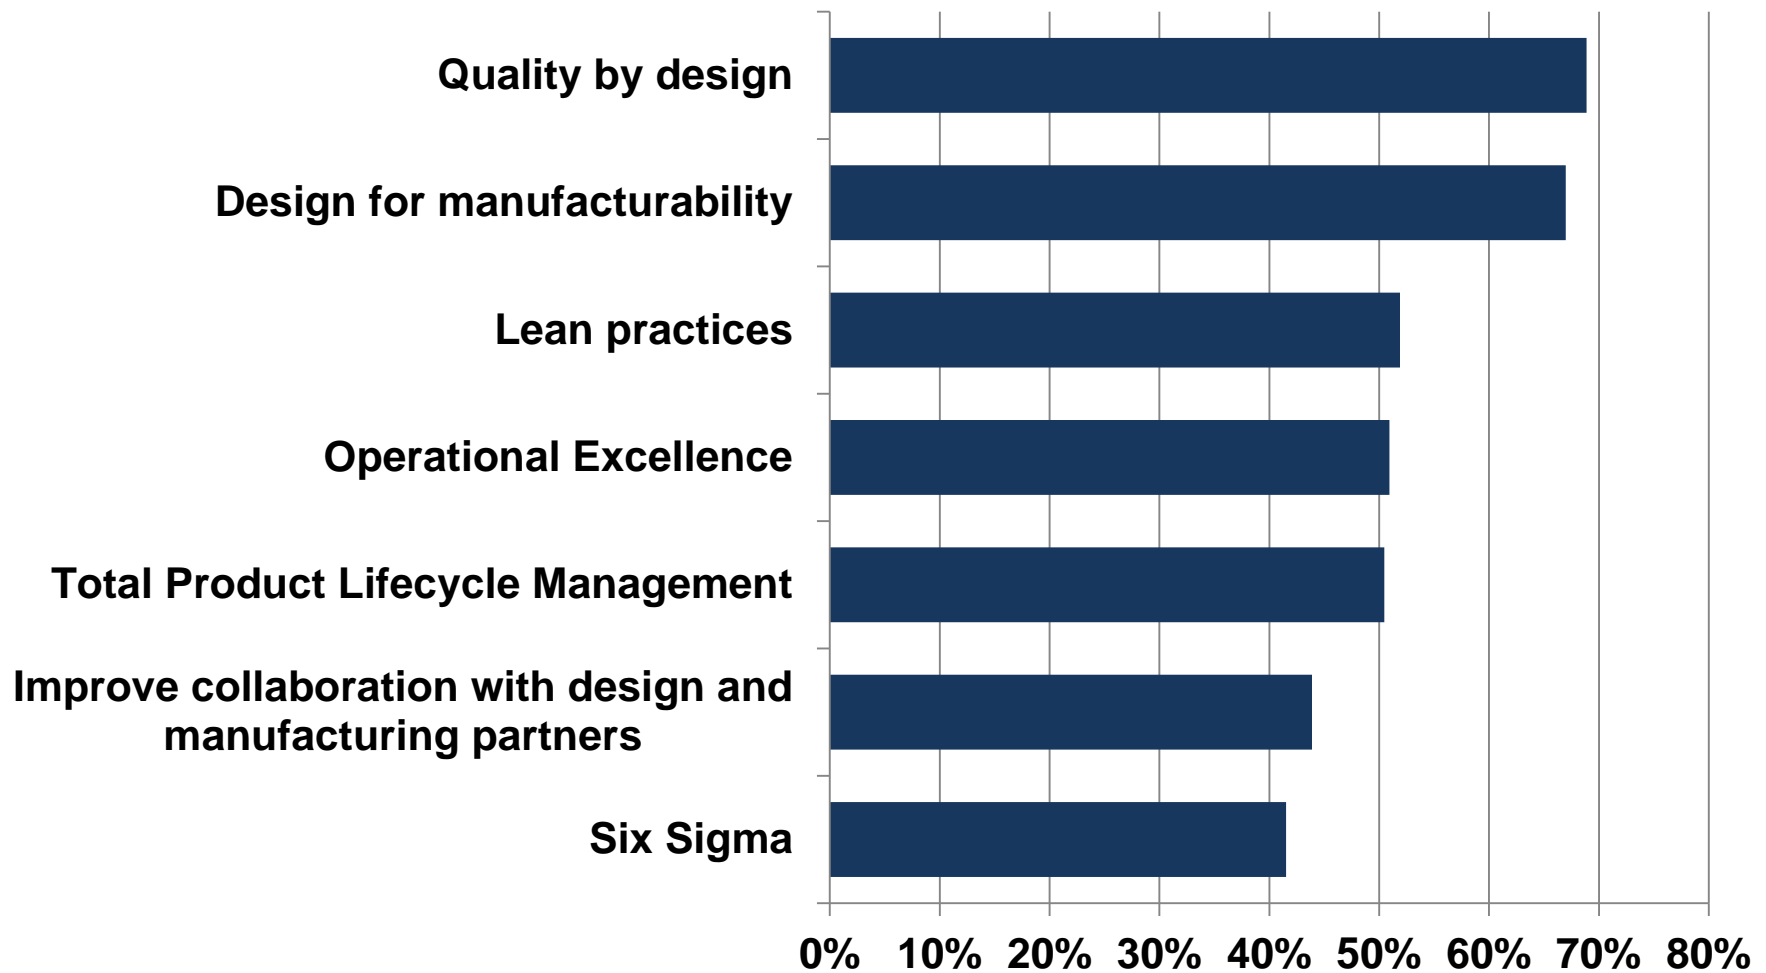 Quality by design
Design for manufacturability
Lean practices
Operational Excellence
Total Product Lifecycle Management
Improve collaboration with design and
manufacturing partners
Six Sigma
0% 10% 20% 30% 40% 50% 60% 70% 80%